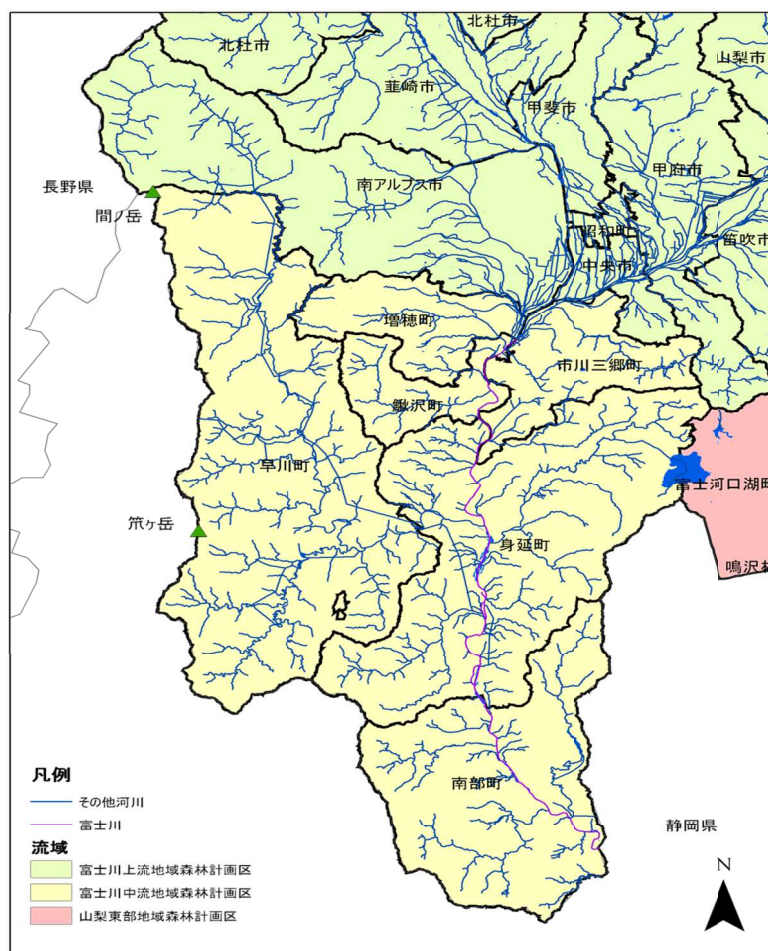 北杜市
北杜市
山梨市
韮崎市
甲斐市
甲府市
長野県
南アルプス市
間ノ岳
昭和町
笛吹市
中央市
増穂町
市川三郷町
鰍沢町
早川町
富士河口湖町
笊ヶ岳
身延町
鳴沢村
南部町
静岡県
凡例
その他河川
富士川
流域
富士川上流地域森林計画区
富士川中流地域森林計画区
山梨東部地域森林計画区
N